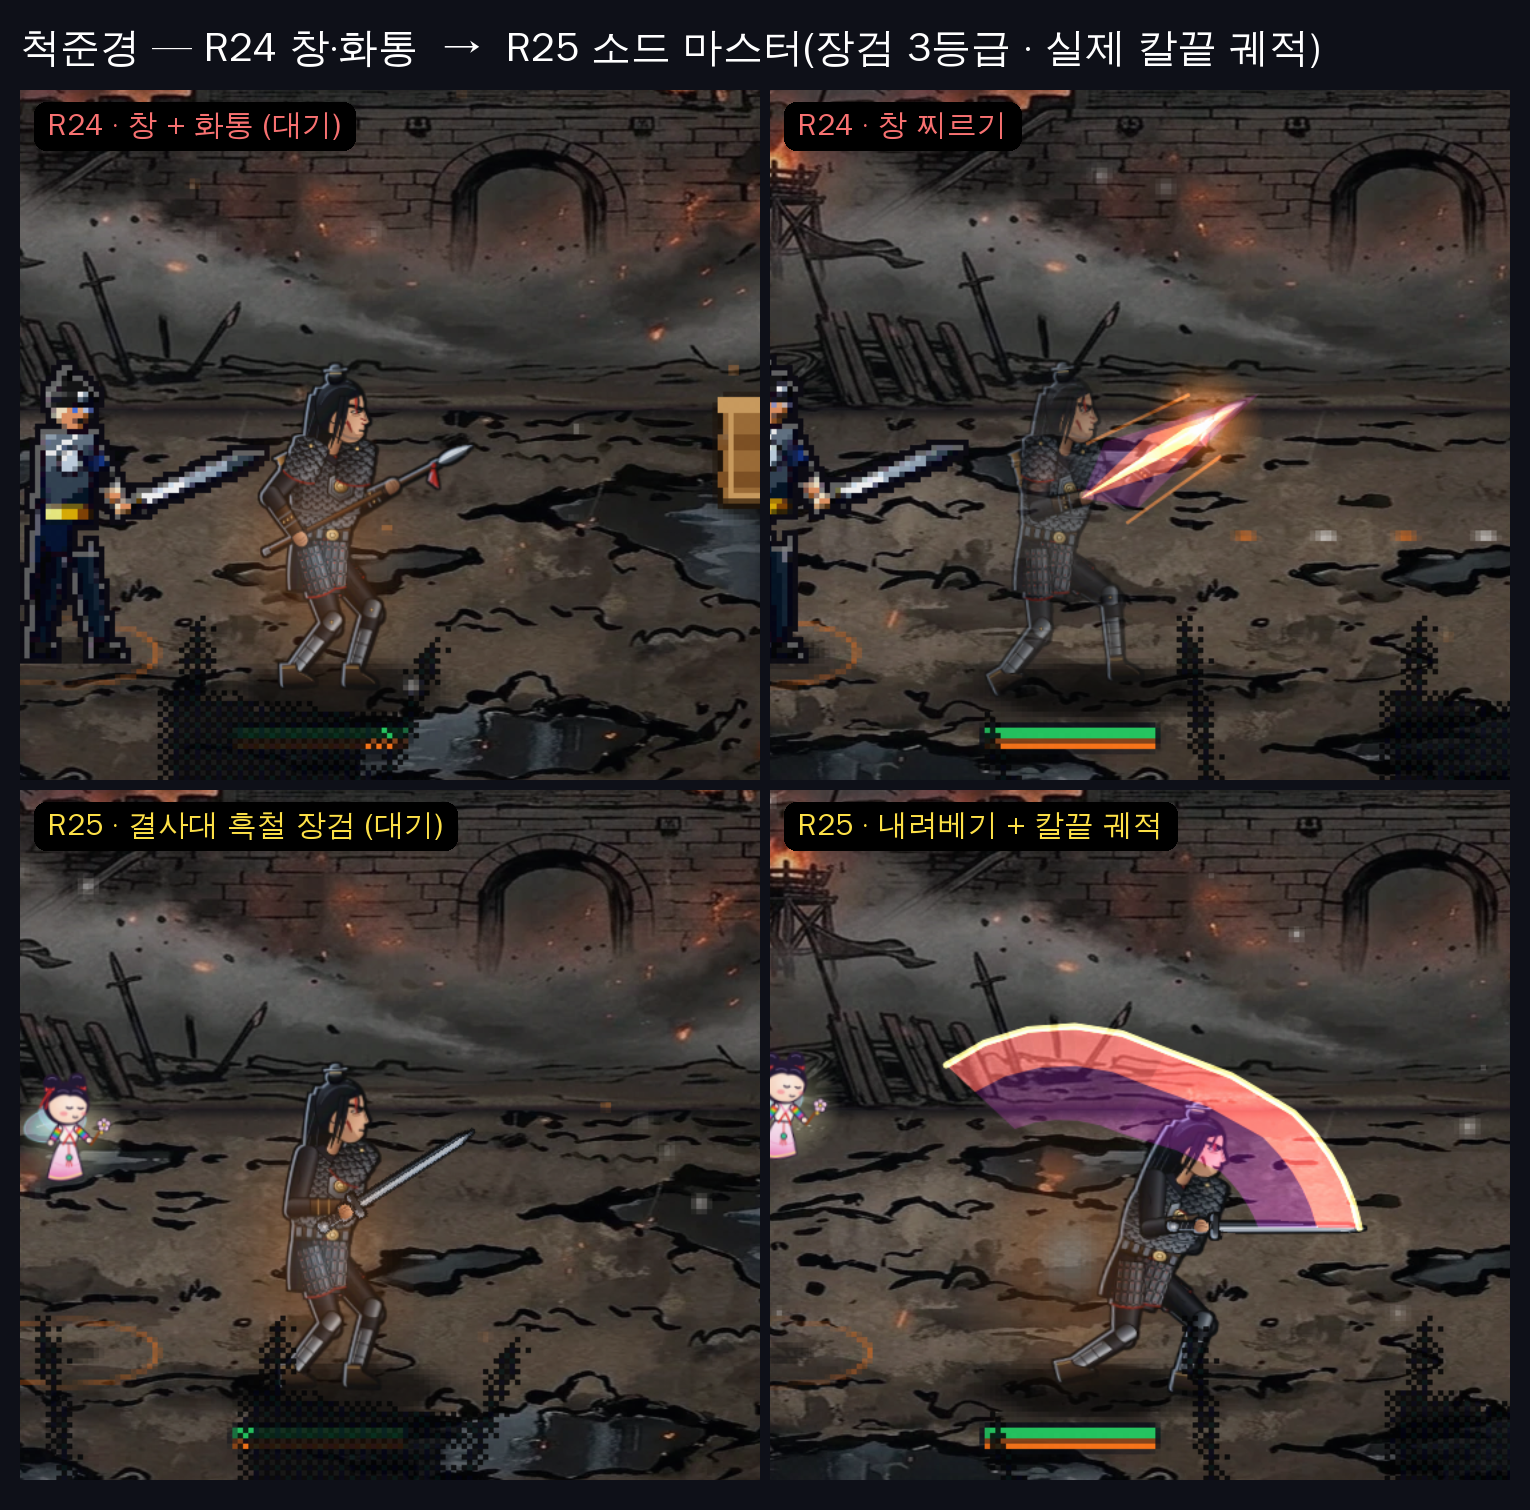 척준경 — R24 창·화통 → R25 소드 마스터(장검 3등급 · 실제 칼끝 궤적)
R24 · 창 + 화통 (대기)
R24 · 창 찌르기
R25 · 결사대 흑철 장검 (대기)
R25 · 내려베기 + 칼끝 궤적